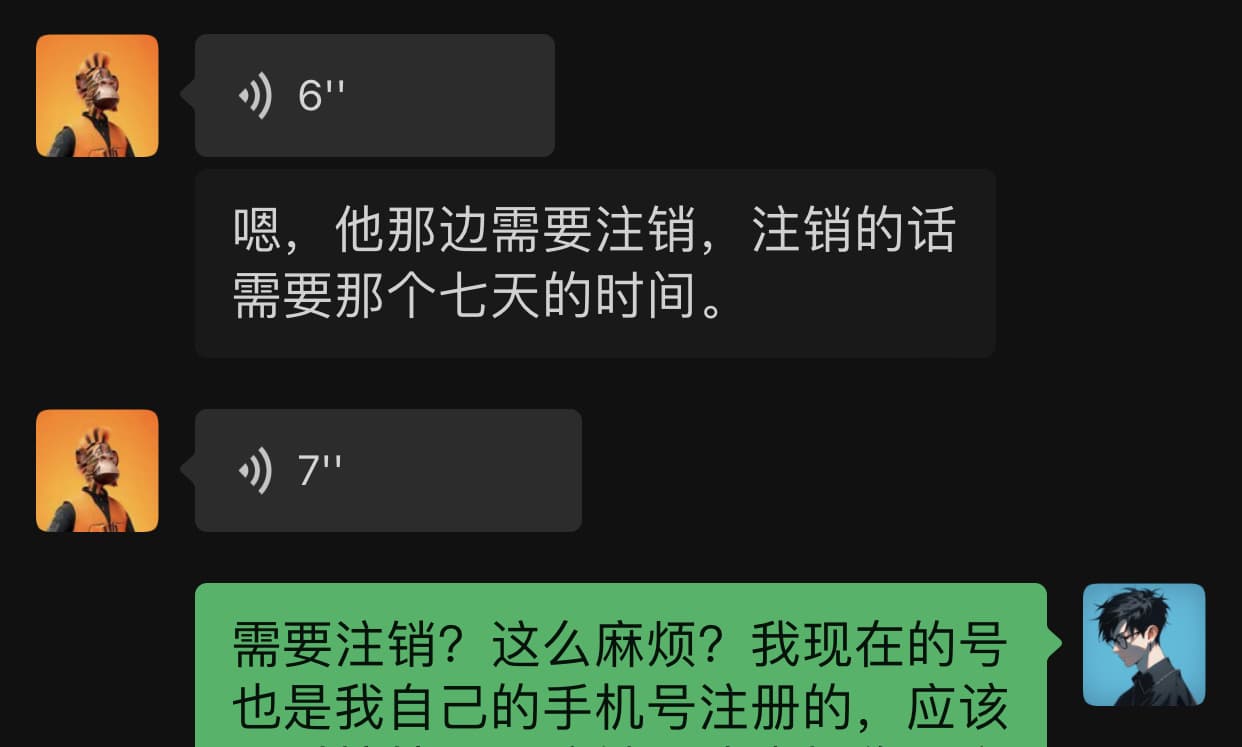 6''
嗯，他那边需要注销，注销的话
需要那个七天的时间。
7''
需要注销？这么麻烦？我现在的号
也是我自己的手机号注册的，应该